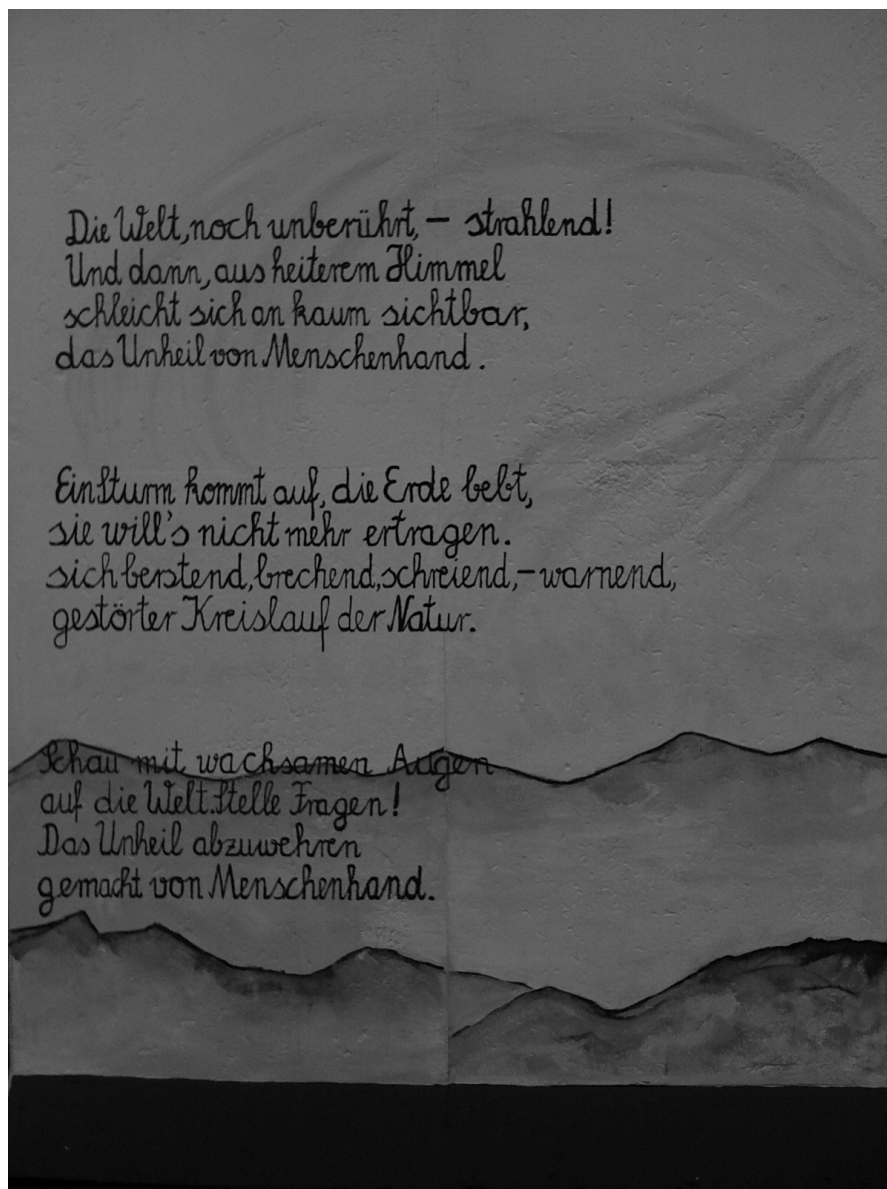 Die Welt, noch unberührt, – strahlend!
Und dann, aus heiterem Himmel
schleicht sich an kaum sichtbar,
das Unheil von Menschenhand.
Ein Sturm kommt auf, die Erde bebt,
sie will's nicht mehr ertragen.
sich berstend, brechend, schreiend, – warnend,
gestörter Kreislauf der Natur.
Schau mit wachsamen Augen
auf die Welt. Stelle Fragen!
Das Unheil abzuwehren
gemacht von Menschenhand.